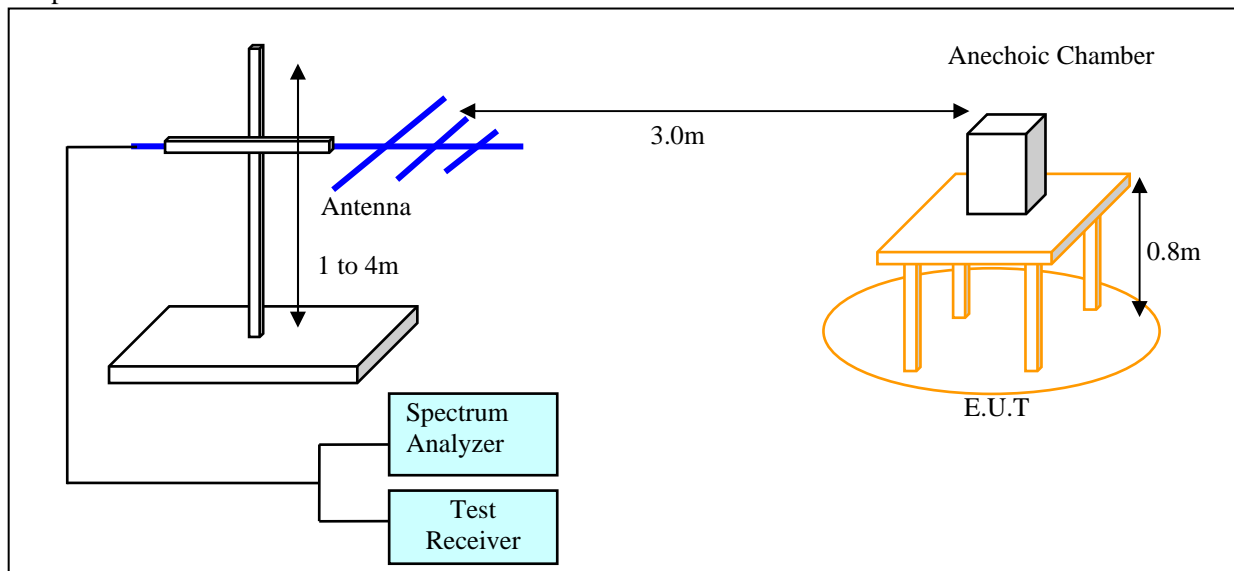 Anechoic Chamber
3.0m
Antenna
1 to 4m
0.8m
E.U.T
Spectrum
Analyzer
Test
Receiver